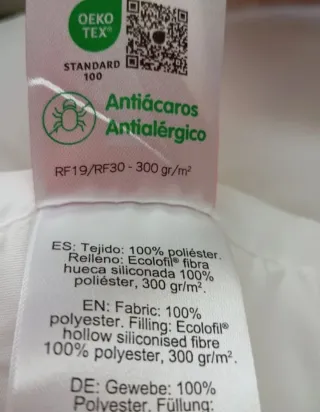 OEKO
TEX®
STANDARD
100
Antiácaros
Antialérgico
RF19/RF30 - 300 gr/m²
ES: Tejido: 100% poliéster.
Relleno: Ecolofil® fibra
hueca siliconada 100%
poliéster, 300 gr/m².
EN: Fabric: 100%
polyester. Filling: Ecolofil®
hollow siliconised fibre
100% polyester, 300 gr/m².
DE: Gewebe: 100%
Polyester. Füllung: